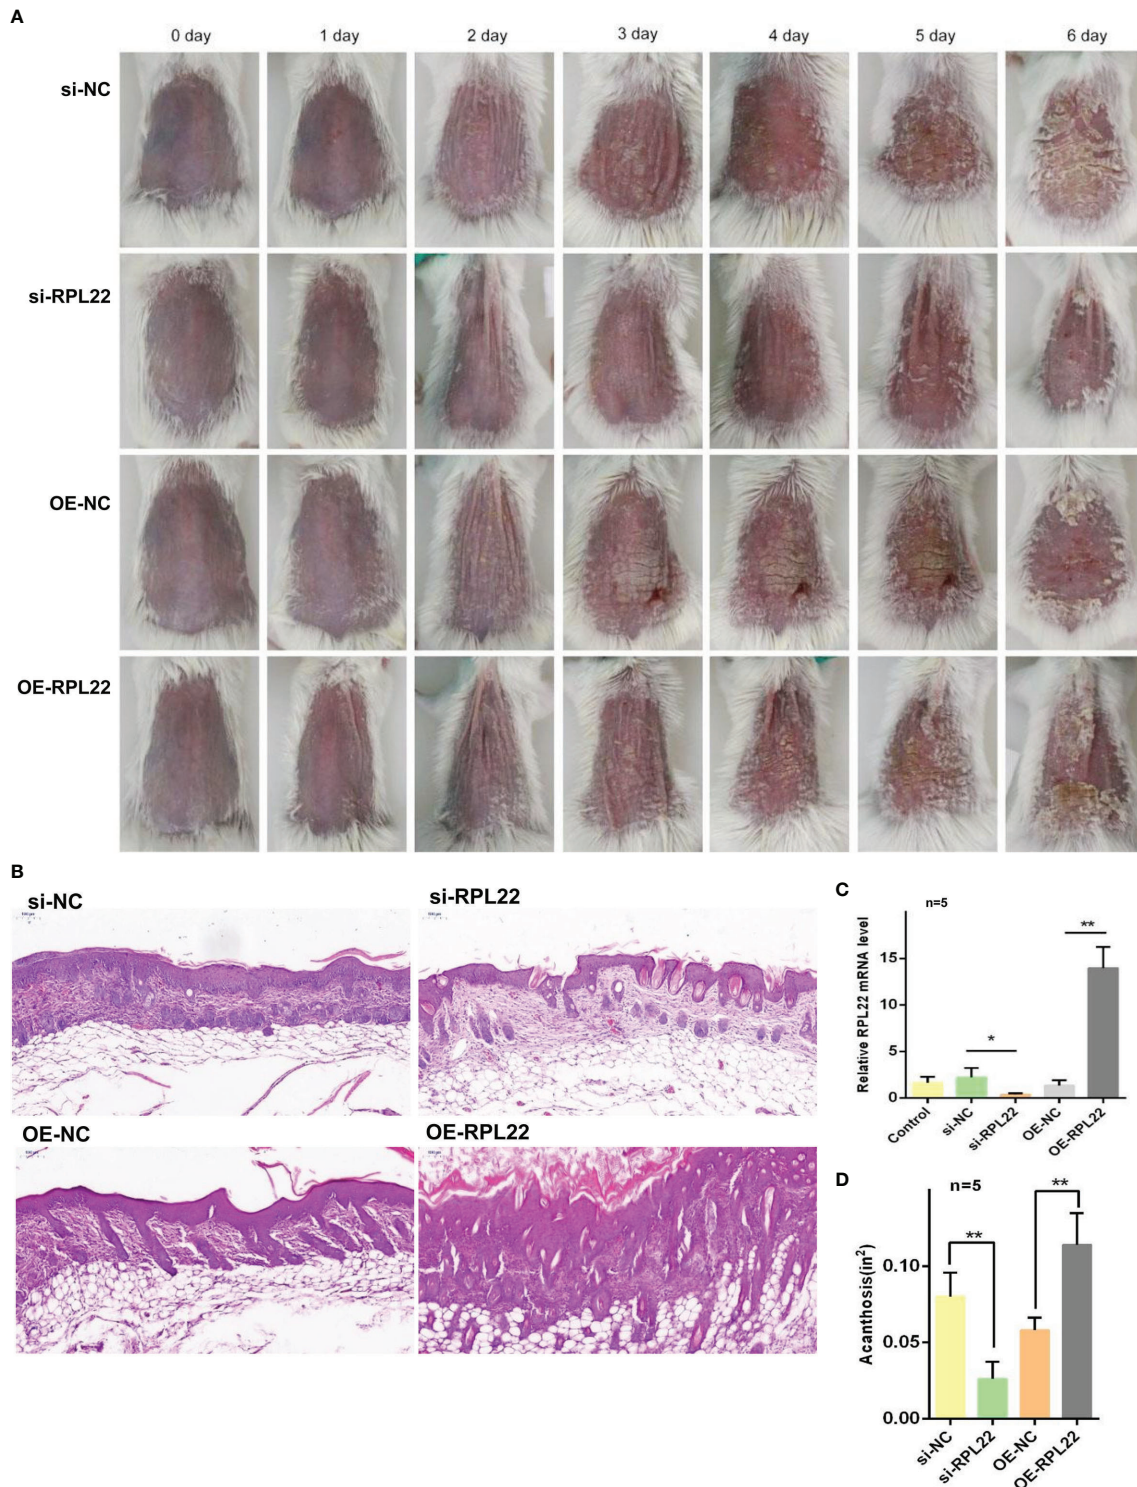 A
0 day 1 day 2 day 3 day 4 day 5 day 6 day
si-NC
si-RPL22
OE-NC
OE-RPL22
B
si-NC
si-RPL22
OE-NC
OE-RPL22
C
n=5
Relative RPL22 mRNA level
15
10
5
0
*
**
Control si-NC si-RPL22 OE-NC OE-RPL22
D
n=5
Acanthosis(in²)
0.10
0.05
0.00
**
**
si-NC si-RPL22 OE-NC OE-RPL22